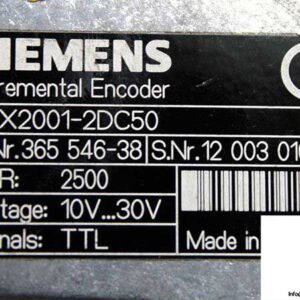 SIEMENS
remental Encoder
X2001-2DC50
Nr.365 546-38 S.Nr.12 003 01
R: 2500
tage: 10V...30V
nals: TTL Made in